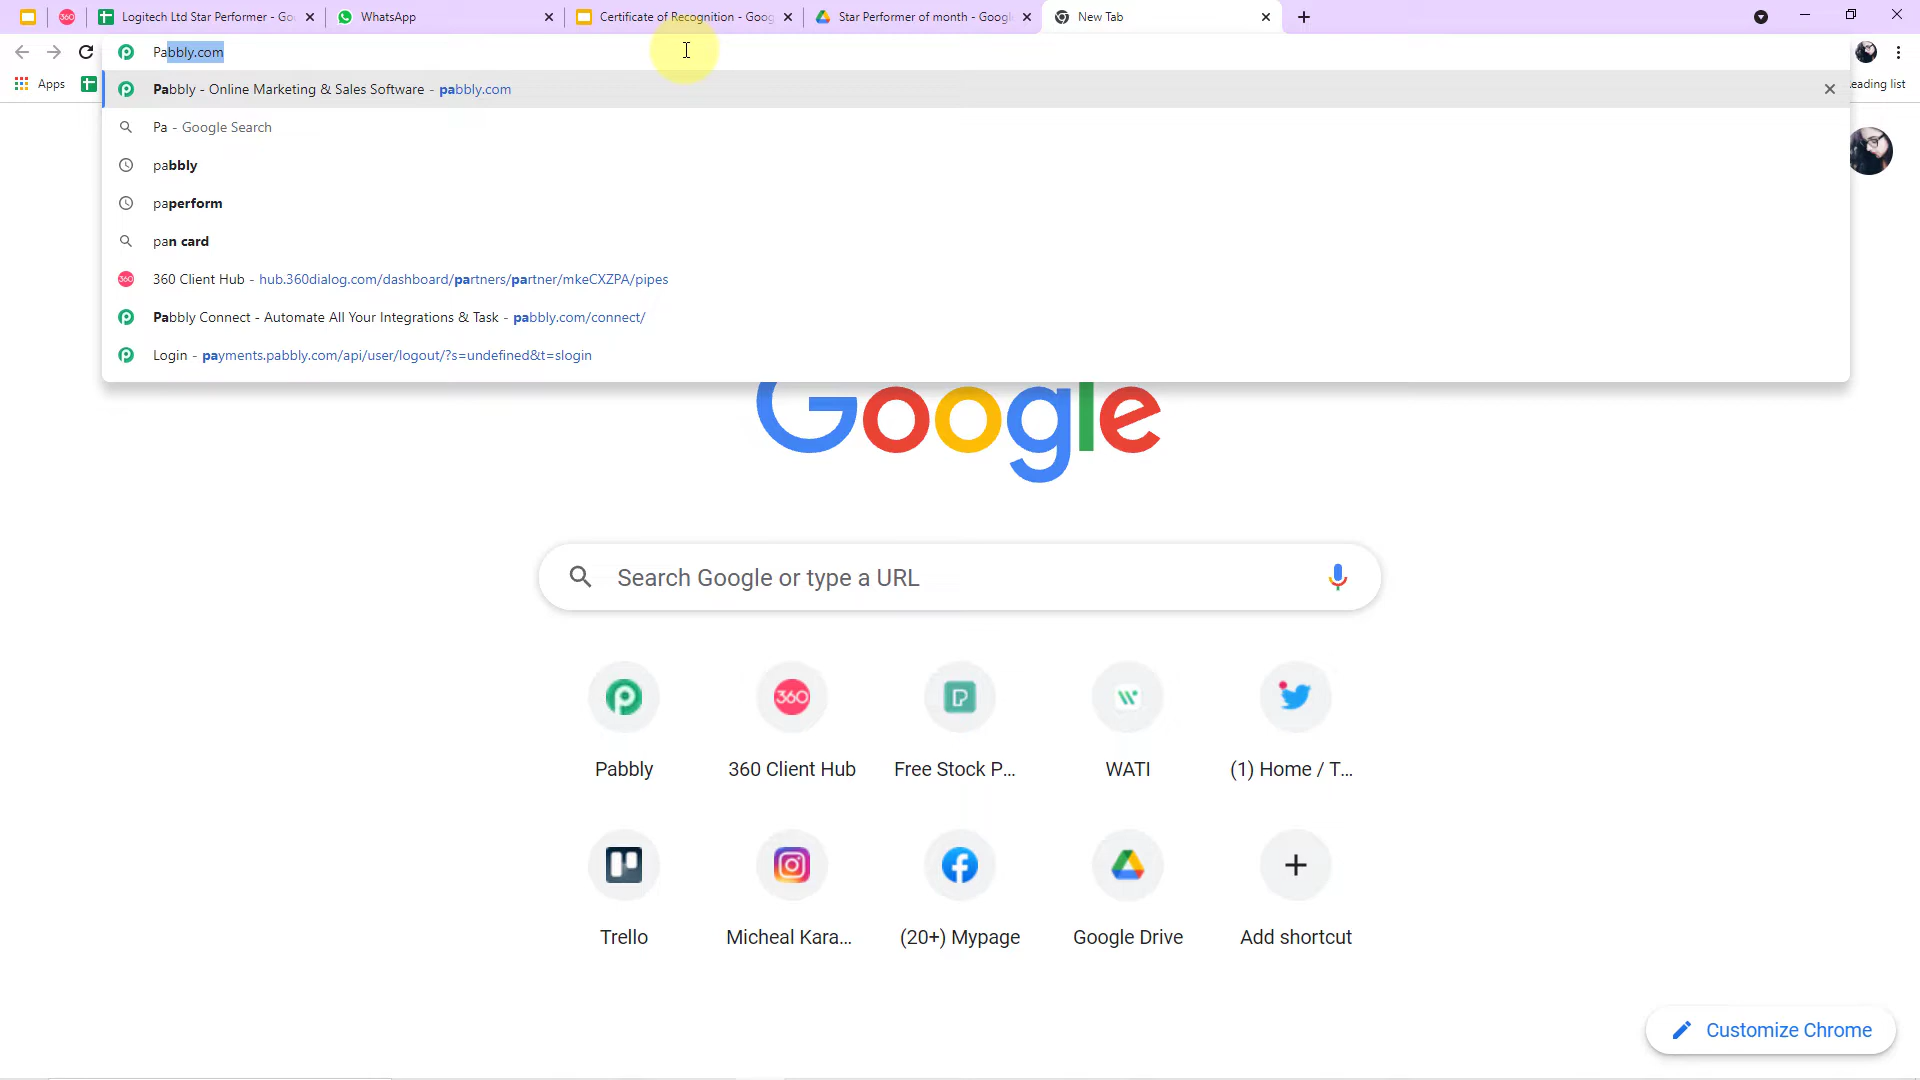 360
Logitech Ltd Star Performer - Go
WhatsApp
Certificate of Recognition - Goog
Star Performer of month - Google
New Tab
Pabbly.com
Apps
eading list
Pabbly - Online Marketing & Sales Software - pabbly.com
Pa - Google Search
pabbly
paperform
pan card
360 Client Hub - hub.360dialog.com/dashboard/partners/partner/mkeCXZPA/pipes
Pabbly Connect - Automate All Your Integrations & Task - pabbly.com/connect/
Login - payments.pabbly.com/api/user/logout/?s=undefined&t=slogin
Google
Search Google or type a URL
360
Pabbly
360 Client Hub
Free Stock P...
WATI
(1) Home / T...
Trello
Micheal Kara...
(20+) Mypage
Google Drive
Add shortcut
Customize Chrome